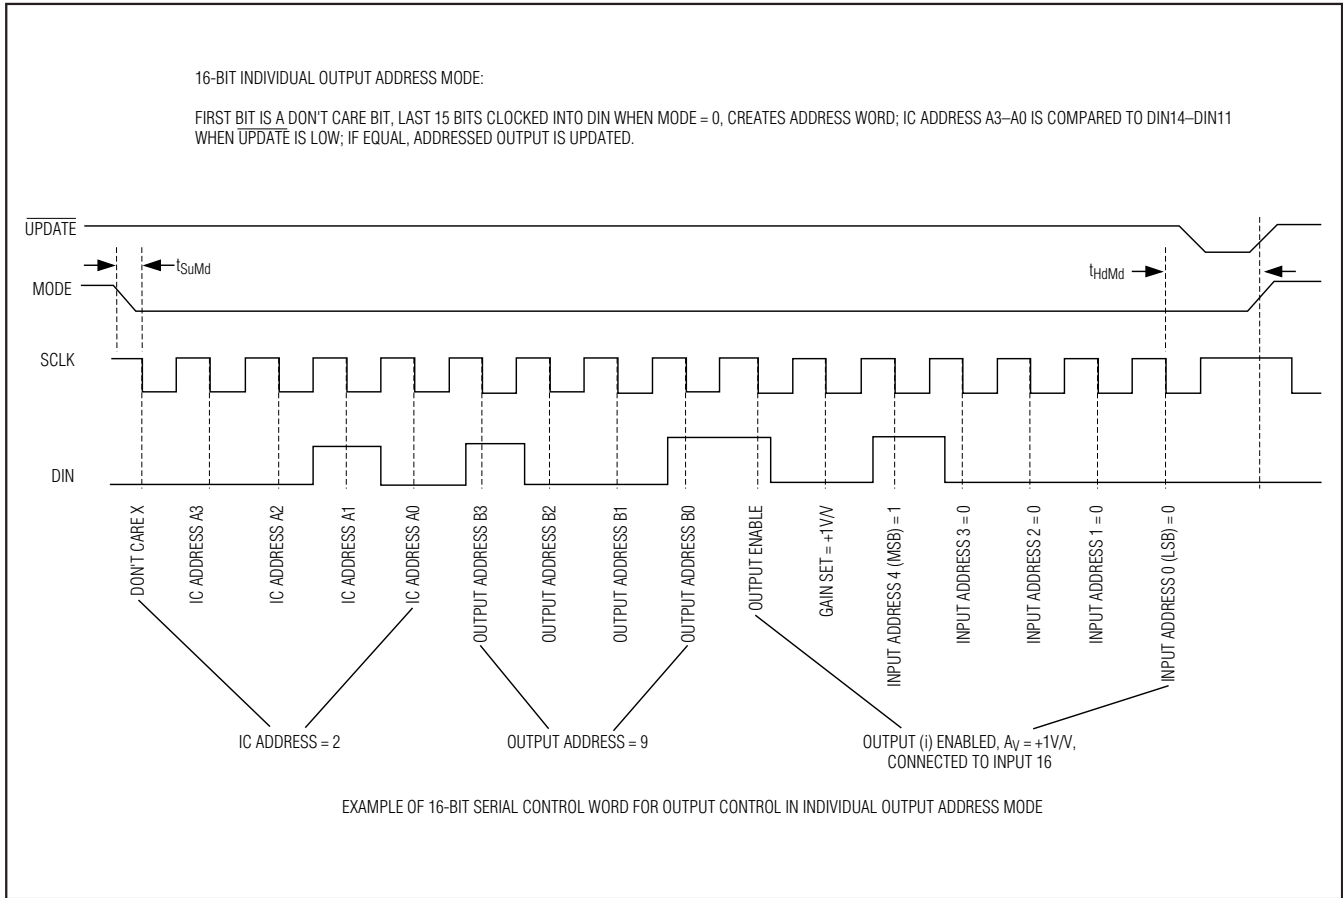 16-BIT INDIVIDUAL OUTPUT ADDRESS MODE:
FIRST BIT IS A DON'T CARE BIT, LAST 15 BITS CLOCKED INTO DIN WHEN MODE = 0, CREATES ADDRESS WORD; IC ADDRESS A3–A0 IS COMPARED TO DIN14–DIN11
WHEN UPDATE IS LOW; IF EQUAL, ADDRESSED OUTPUT IS UPDATED.
UPDATE
tSuMd
tHdMd
MODE
SCLK
DIN
DON'T CARE X
IC ADDRESS A3
IC ADDRESS A2
IC ADDRESS A1
IC ADDRESS A0
OUTPUT ADDRESS B3
OUTPUT ADDRESS B2
OUTPUT ADDRESS B1
OUTPUT ADDRESS B0
OUTPUT ENABLE
GAIN SET = +1V/V
INPUT ADDRESS 4 (MSB) = 1
INPUT ADDRESS 3 = 0
INPUT ADDRESS 2 = 0
INPUT ADDRESS 1 = 0
INPUT ADDRESS 0 (LSB) = 0
IC ADDRESS = 2
OUTPUT ADDRESS = 9
OUTPUT (i) ENABLED, AV = +1V/V,
CONNECTED TO INPUT 16
EXAMPLE OF 16-BIT SERIAL CONTROL WORD FOR OUTPUT CONTROL IN INDIVIDUAL OUTPUT ADDRESS MODE